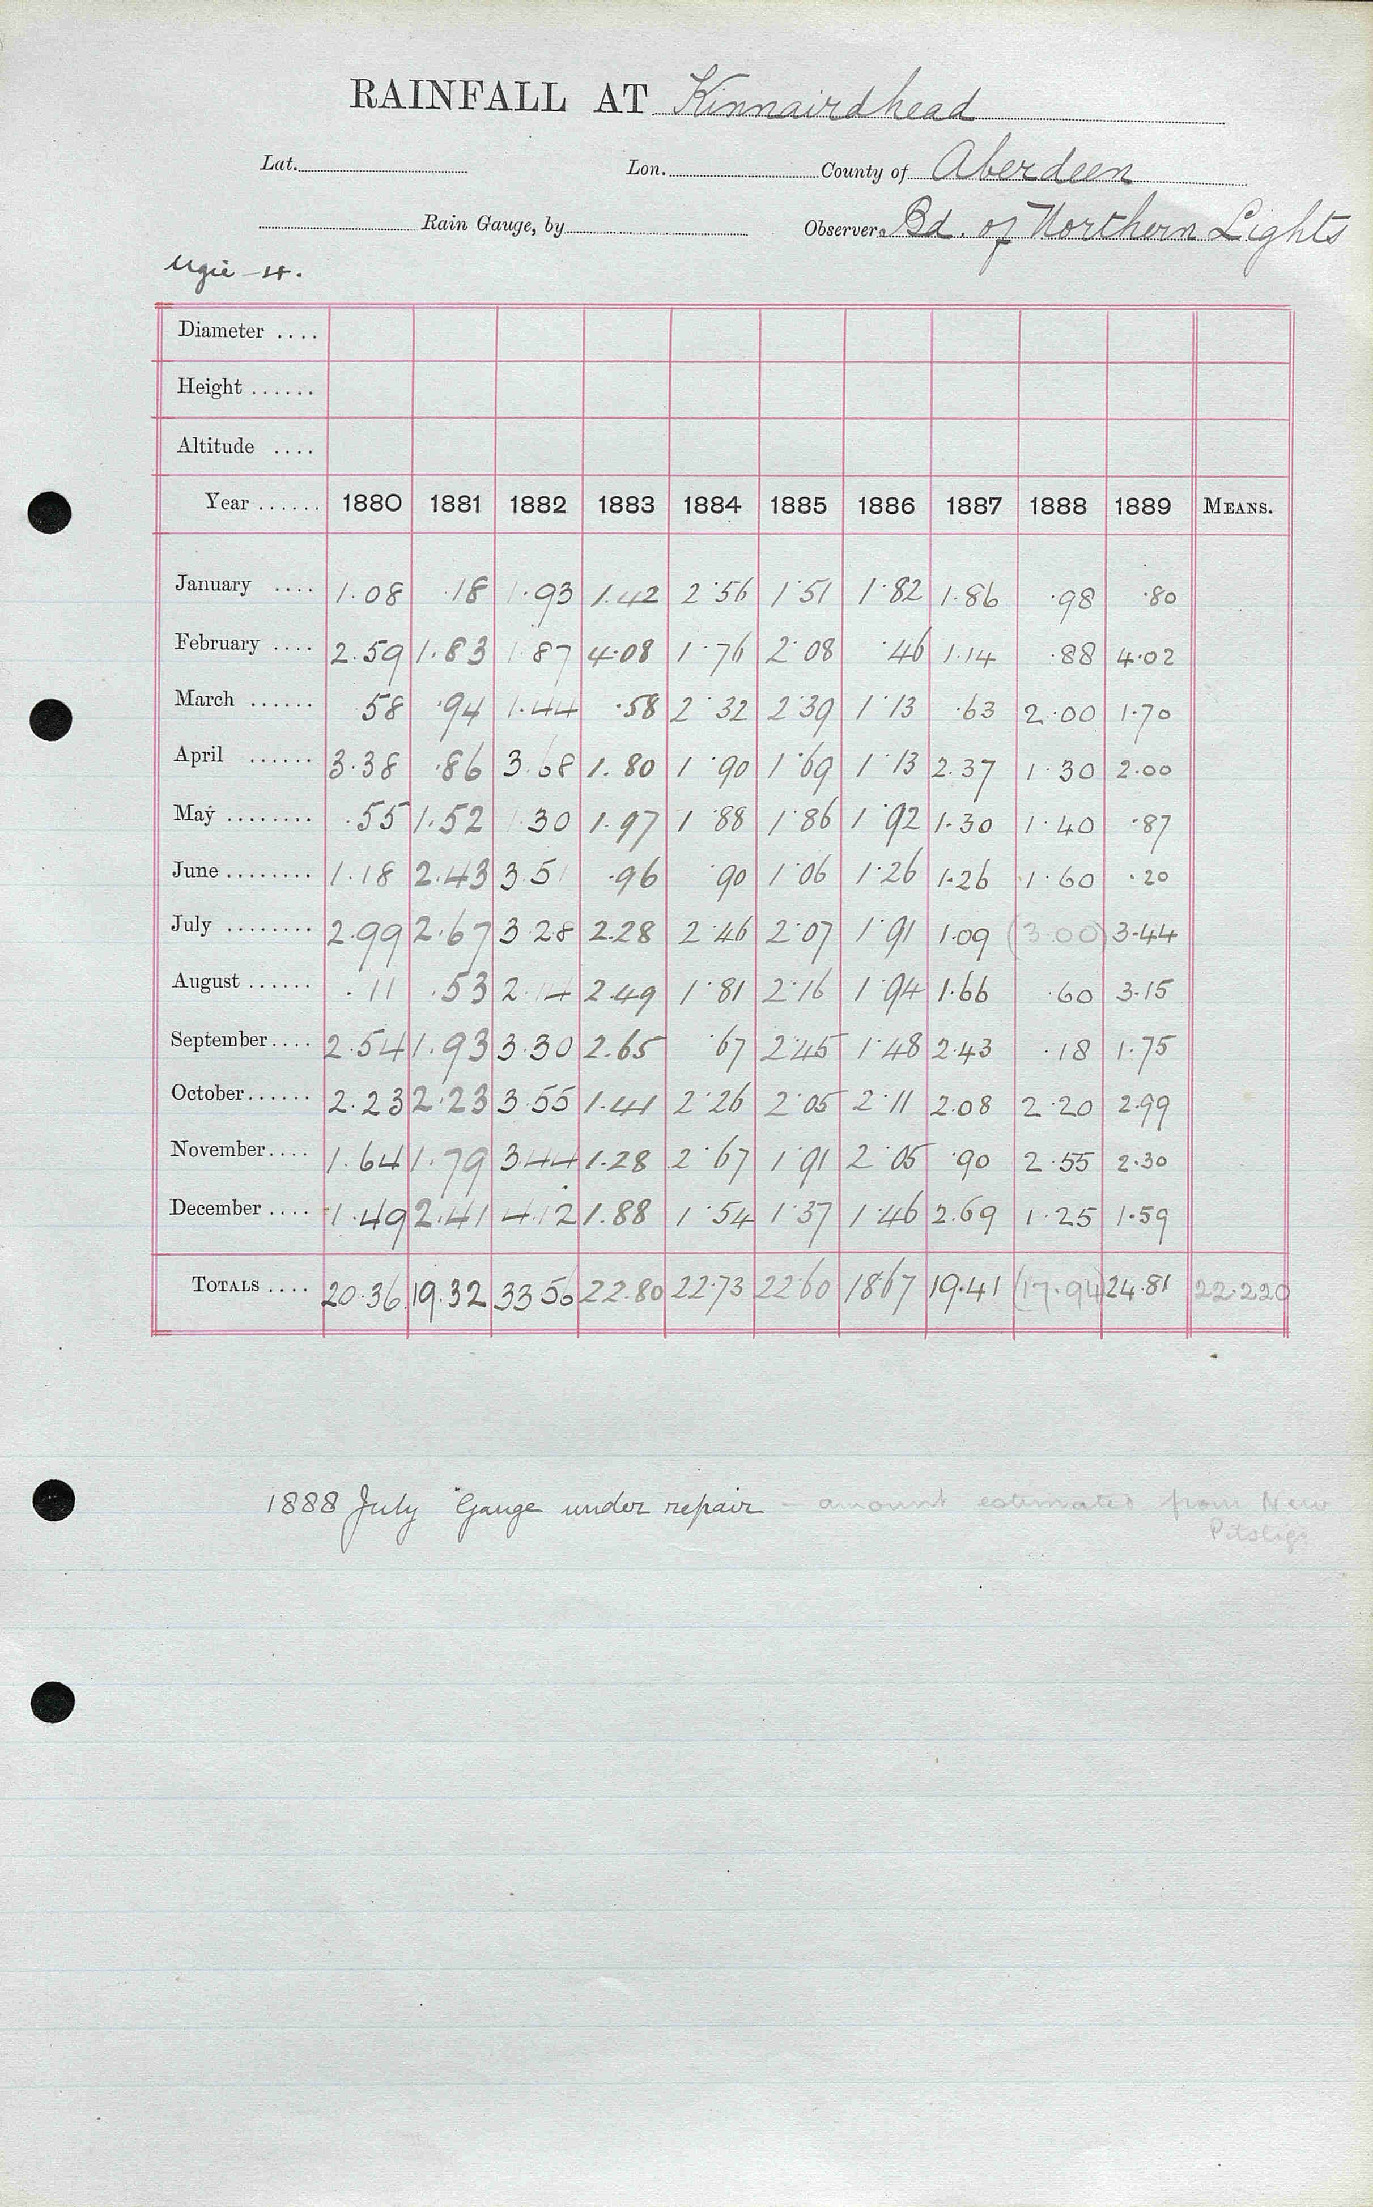 RAINFALL AT Kinnairdhead
Lat. Lon. County of Aberdeen
Rain Gauge, by Observers Bd. of Northern Lights
Ugie 4.
Diameter ....
Height ......
Altitude ....
Year ...... 1880 1881 1882 1883 1884 1885 1886 1887 1888 1889 MEANS.
January .... 1.08 .18 1.93 1.42 2.56 1.51 1.82 1.86 .98 .80
February .... 2.59 1.83 1.87 4.08 1.76 2.08 .46 1.14 .88 4.02
March ...... .58 .94 1.44 .58 2.32 2.39 1.13 .63 2.00 1.70
April ...... 3.38 .86 3.68 1.80 1.90 1.69 1.13 2.37 1.30 2.00
May ........ .55 1.52 1.30 1.97 1.88 1.86 1.92 1.30 1.40 .87
June ........ 1.18 2.43 3.51 .96 .90 1.06 1.26 1.26 1.60 .20
July ........ 2.99 2.67 3.28 2.28 2.46 2.07 1.91 1.09 (3.00) 3.44
August ...... .11 .53 2.14 2.49 1.81 2.16 1.94 1.66 .60 3.15
September .... 2.54 1.93 3.30 2.65 .67 2.45 1.48 2.43 .18 1.75
October ...... 2.23 2.23 3.55 1.41 2.26 2.05 2.11 2.08 2.20 2.99
November .... 1.64 1.79 3.44 1.28 2.67 1.91 2.05 .90 2.55 2.30
December .... 1.49 2.41 4.12 1.88 1.54 1.37 1.46 2.69 1.25 1.59
TOTALS .... 20.36 19.32 33.56 22.80 22.73 22.60 18.67 19.41 (17.94) 24.81 22.220
1888 July Gauge under repair - amount estimated from New
Pitsligo